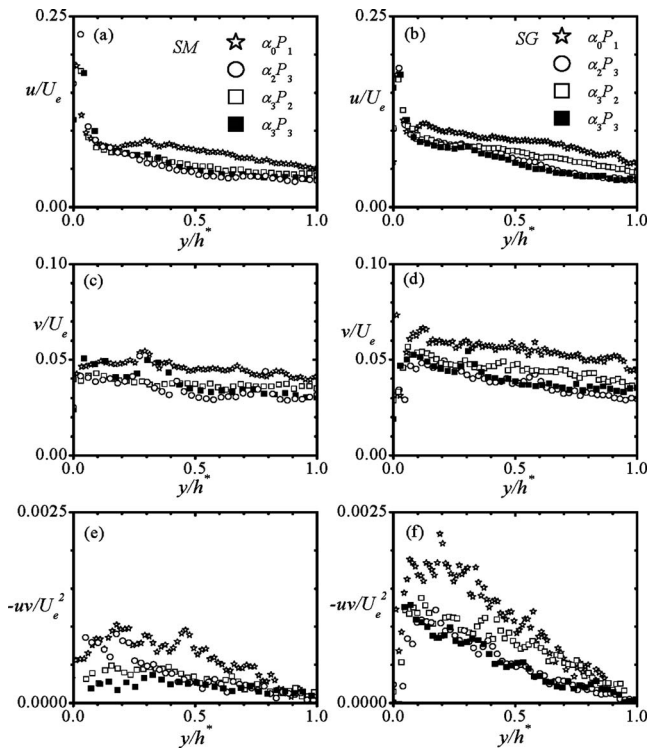 0.25
(a)
SM
α₀P₁
α₂P₃
α₃P₂
α₃P₃
u/Uₑ
0.00
0.0
0.5
1.0
y/h*
0.25
(b)
SG
α₀P₁
α₂P₃
α₃P₂
α₃P₃
u/Uₑ
0.00
0.0
0.5
1.0
y/h*
0.10
(c)
v/Uₑ
0.05
0.00
0.0
0.5
1.0
y/h*
0.10
(d)
v/Uₑ
0.05
0.00
0.0
0.5
1.0
y/h*
0.0025
(e)
-uv/Uₑ²
0.0000
0.0
0.5
1.0
y/h*
0.0025
(f)
-uv/Uₑ²
0.0000
0.0
0.5
1.0
y/h*